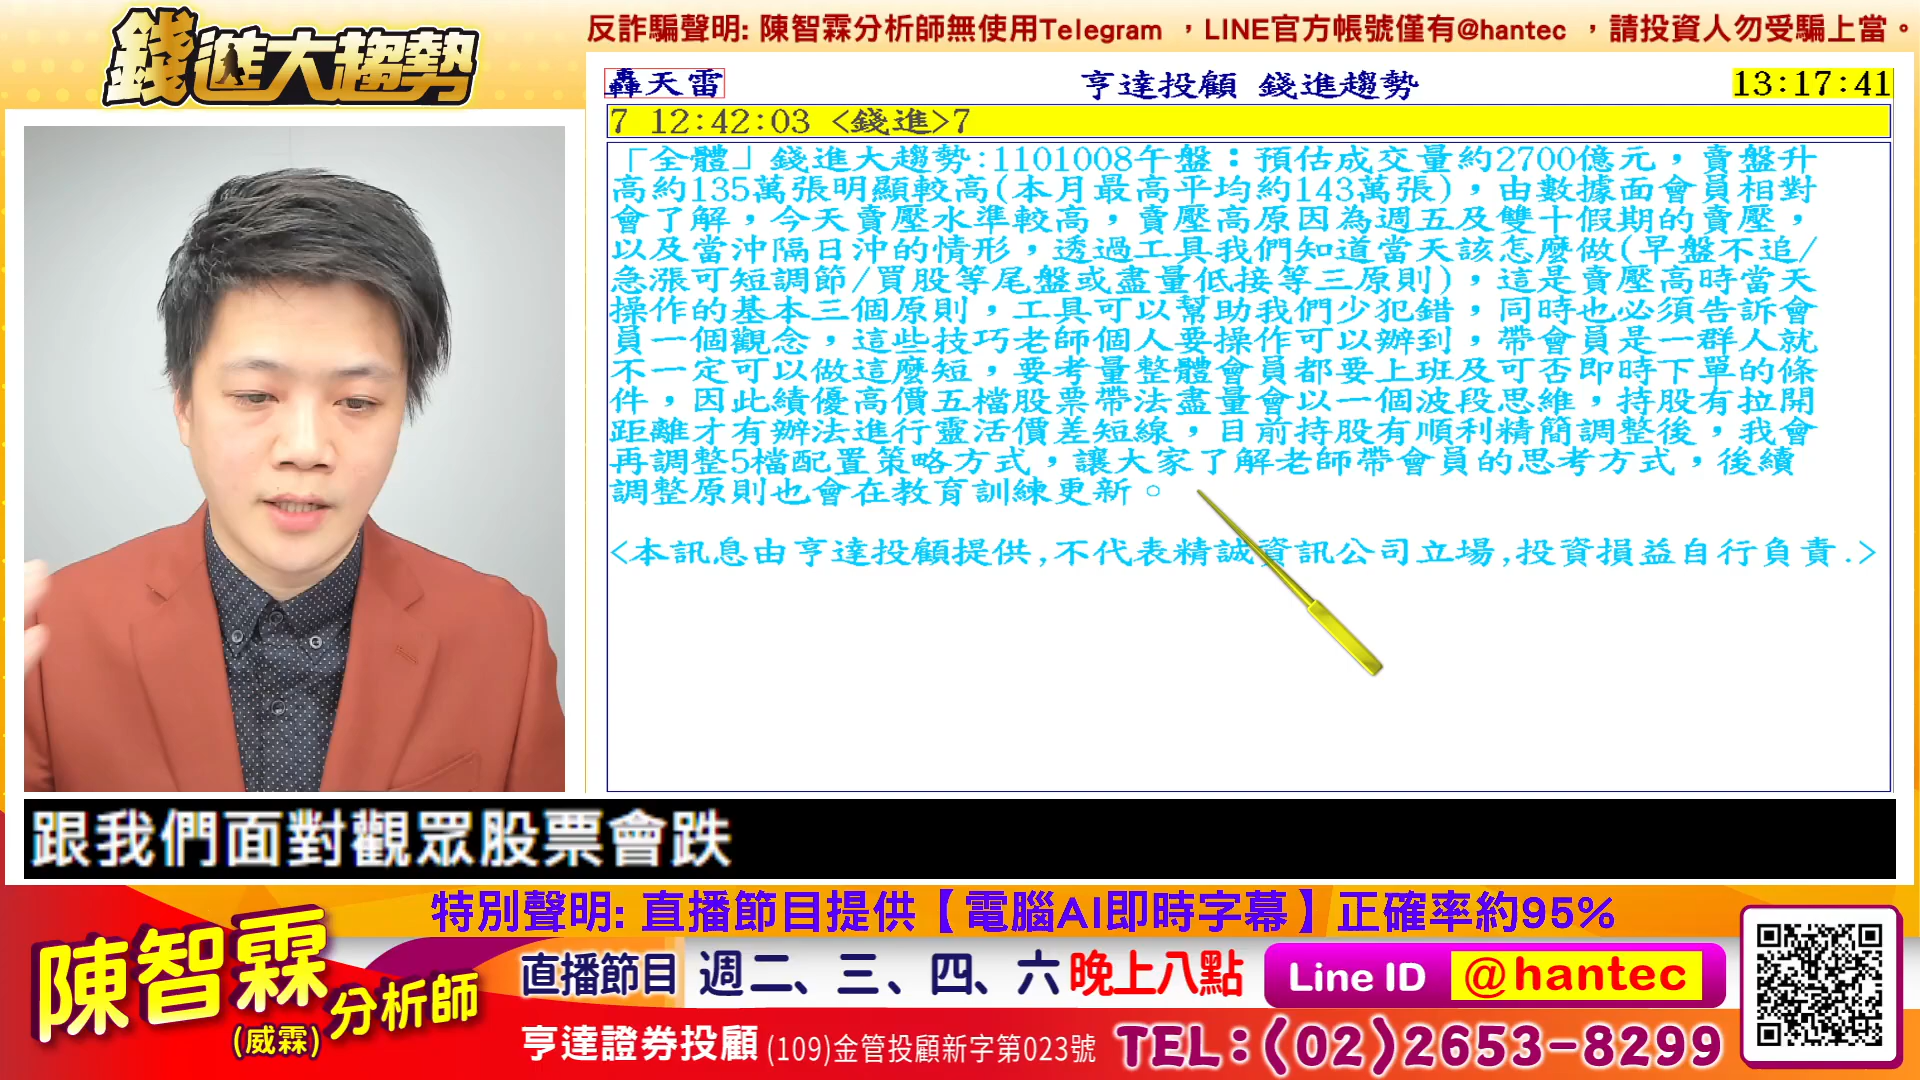 錢進大趨勢
反詐騙聲明: 陳智霖分析師無使用Telegram ，LINE官方帳號僅有@hantec ，請投資人勿受騙上當。
轟天雷 亨達投顧 錢進趨勢 13:17:41
7 12:42:03 <錢進>7
「全體」錢進大趨勢:1101008午盤：預估成交量約2700億元，賣盤升
高約135萬張明顯較高(本月最高平均約143萬張)，由數據面會員相對
會了解，今天賣壓水準較高，賣壓高原因為週五及雙十假期的賣壓，
以及當沖隔日沖的情形，透過工具我們知道當天該怎麼做(早盤不追/
急漲可短調節/買股等尾盤或盡量低接等三原則)，這是賣壓高時當天
操作的基本三個原則，工具可以幫助我們少犯錯，同時也必須告訴會
員一個觀念，這些技巧老師個人要操作可以辦到，帶會員是一群人就
不一定可以做這麼短，要考量整體會員都要上班及可否即時下單的條
件，因此績優高價五檔股票帶法盡量會以一個波段思維，持股有拉開
距離才有辦法進行靈活價差短線，目前持股有順利精簡調整後，我會
再調整5檔配置策略方式，讓大家了解老師帶會員的思考方式，後續
調整原則也會在教育訓練更新。
<本訊息由亨達投顧提供,不代表精誠資訊公司立場,投資損益自行負責.>
跟我們面對觀眾股票會跌
特別聲明: 直播節目提供【電腦AI即時字幕】正確率約95%
陳智霖(威霖)分析師
直播節目 週二、三、四、六晚上八點 Line ID @hantec
亨達證券投顧 (109)金管投顧新字第023號 TEL:(02)2653-8299